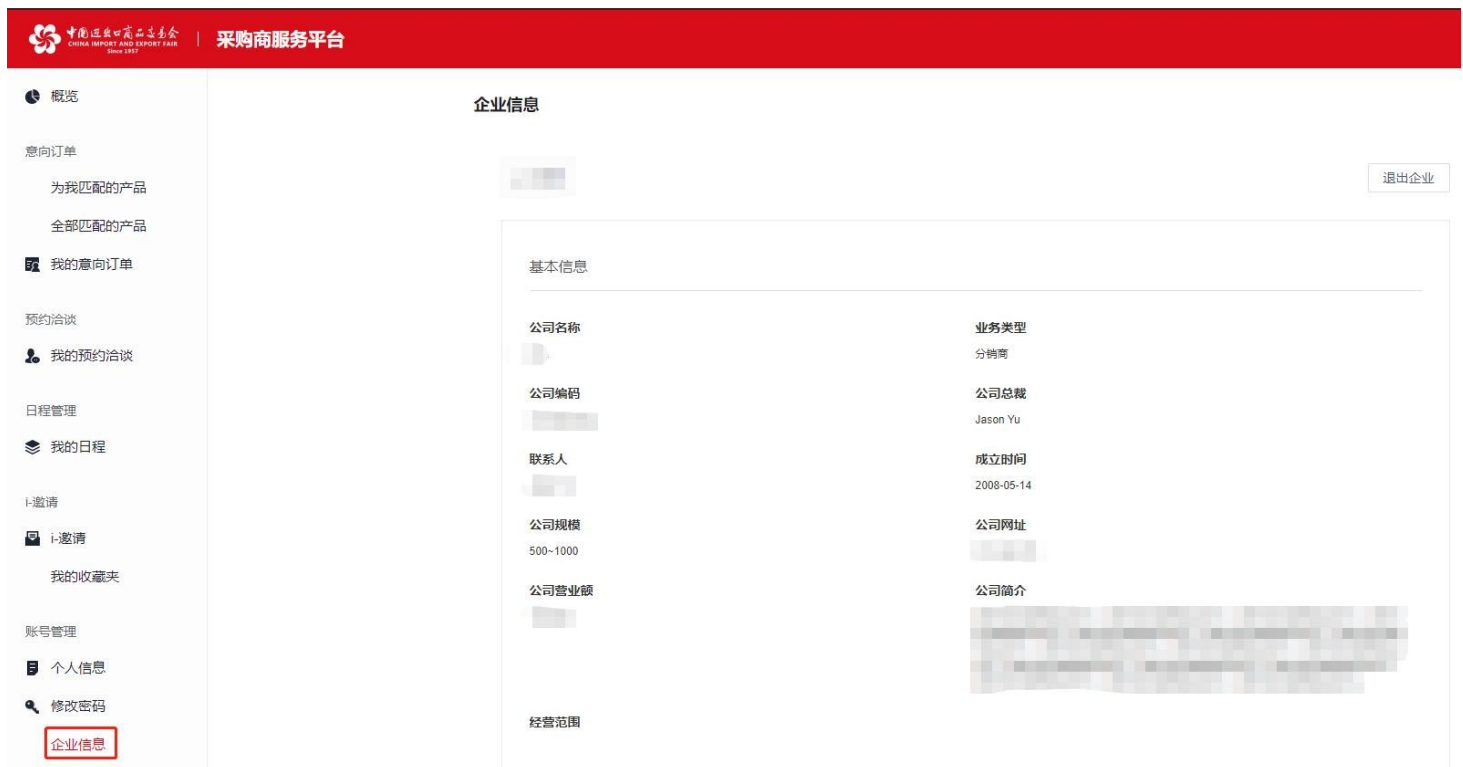 中国进出口商品交易会
CHINA IMPORT AND EXPORT FAIR
Since 1957
采购商服务平台
概览
意向订单
为我匹配的产品
全部匹配的产品
我的意向订单
预约洽谈
我的预约洽谈
日程管理
我的日程
i-邀请
i-邀请
我的收藏夹
账号管理
个人信息
修改密码
企业信息
企业信息
退出企业
基本信息
公司名称
业务类型
分销商
公司编码
公司总裁
Jason Yu
联系人
成立时间
2008-05-14
公司规模
500~1000
公司网址
公司营业额
公司简介
经营范围